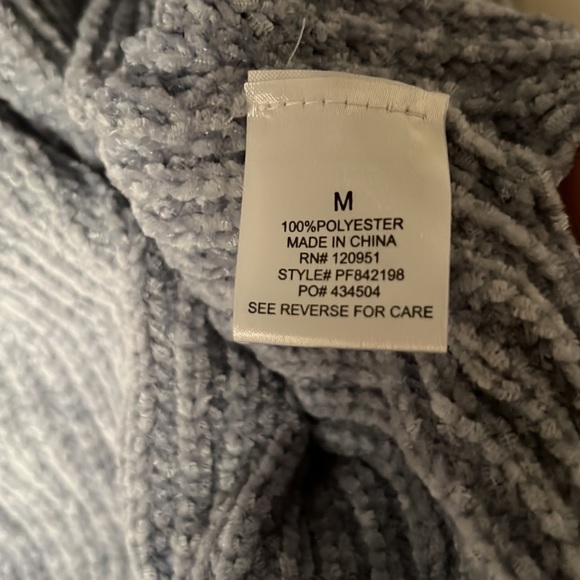 M
100%POLYESTER
MADE IN CHINA
RN# 120951
STYLE# PF842198
PO# 434504
SEE REVERSE FOR CARE